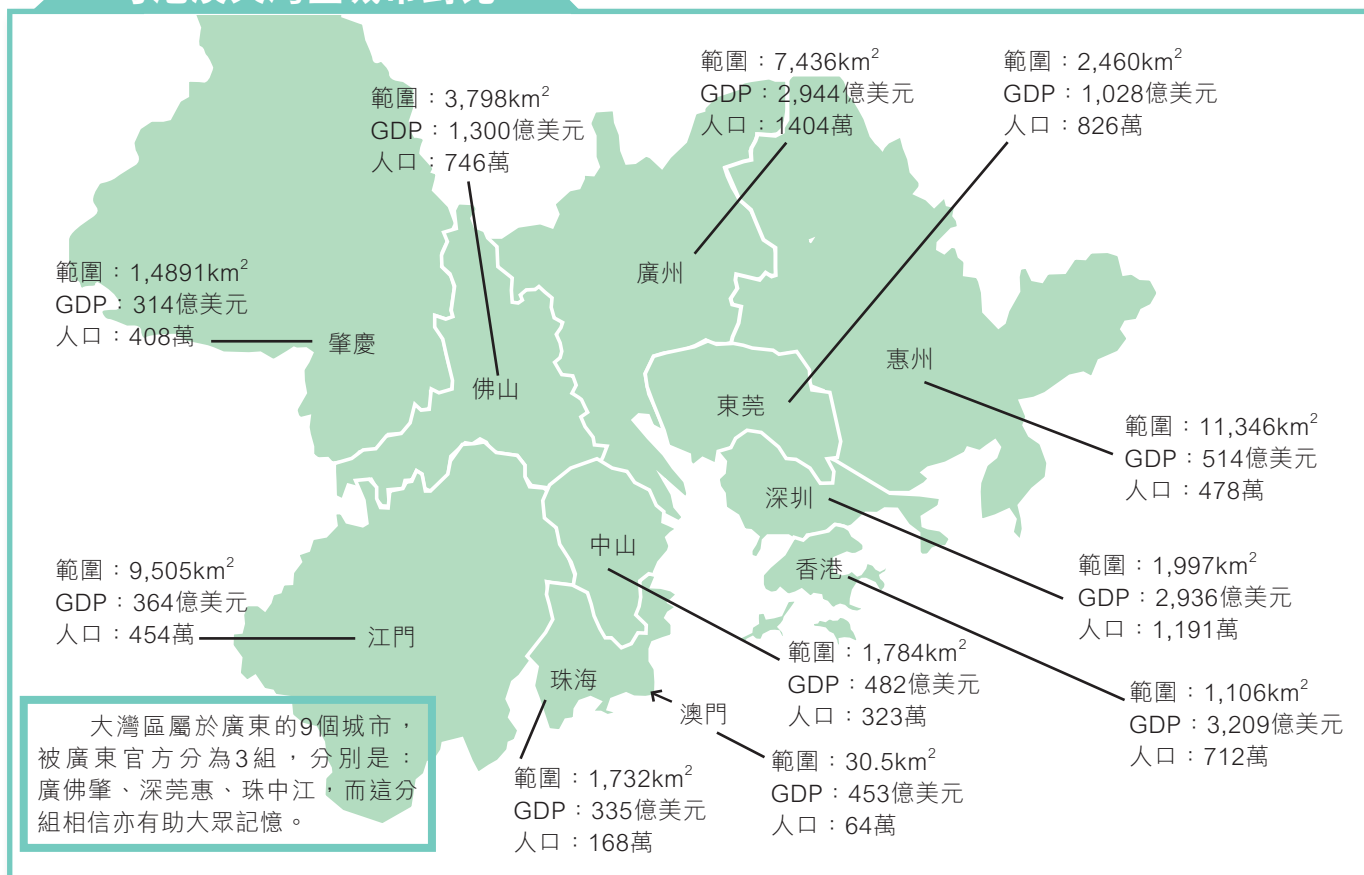 範圍：7,436km²
GDP：2,944億美元
人口：1404萬
範圍：2,460km²
GDP：1,028億美元
人口：826萬
範圍：3,798km²
GDP：1,300億美元
人口：746萬
廣州
範圍：1,4891km²
GDP：314億美元
人口：408萬
肇慶
惠州
佛山
東莞
範圍：11,346km²
GDP：514億美元
人口：478萬
深圳
中山
香港
範圍：9,505km²
GDP：364億美元
人口：454萬
江門
範圍：1,997km²
GDP：2,936億美元
人口：1,191萬
範圍：1,784km²
GDP：482億美元
人口：323萬
珠海
澳門
範圍：1,106km²
GDP：3,209億美元
人口：712萬
大灣區屬於廣東的9個城市，
被廣東官方分為3組，分別是：
廣佛肇、深莞惠、珠中江，而這分
組相信亦有助大眾記憶。
範圍：1,732km²
GDP：335億美元
人口：168萬
範圍：30.5km²
GDP：453億美元
人口：64萬